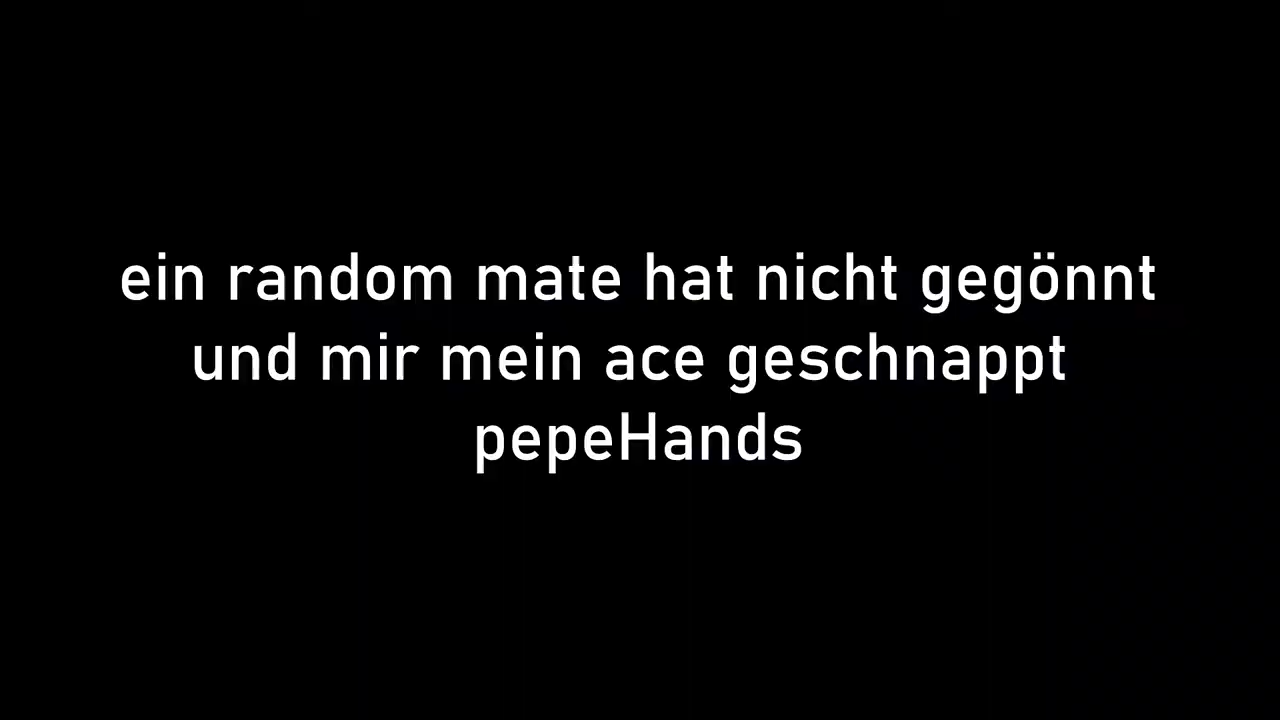 ein random mate hat nicht gegönnt
und mir mein ace geschnappt
pepeHands